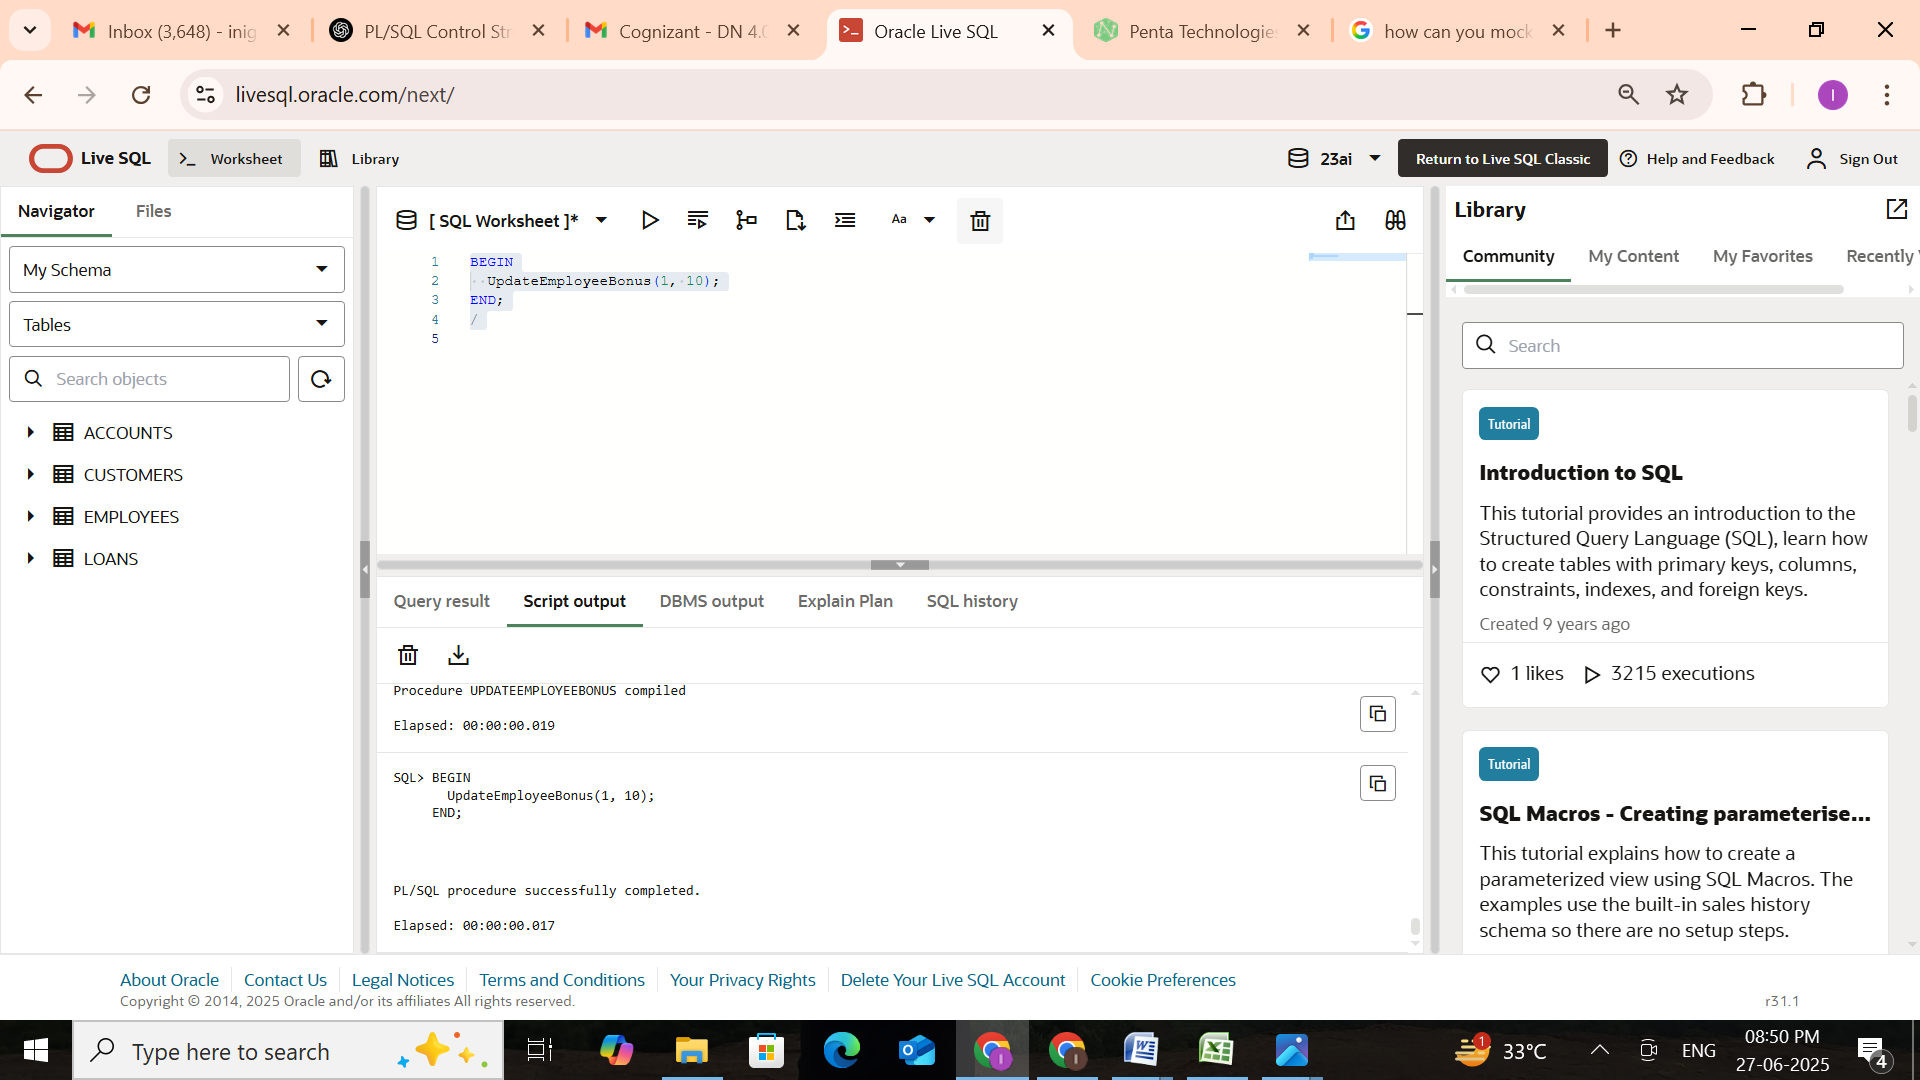 Inbox (3,648) - inig
PL/SQL Control Str
Cognizant - DN 4.0
Oracle Live SQL
Penta Technologies
how can you mock
livesql.oracle.com/next/
I
Live SQL
Worksheet
Library
23ai
Return to Live SQL Classic
Help and Feedback
Sign Out
Navigator
Files
My Schema
Tables
Search objects
ACCOUNTS
CUSTOMERS
EMPLOYEES
LOANS
[ SQL Worksheet ]*
Aa
1 BEGIN
2 UpdateEmployeeBonus(1, 10);
3 END;
4 /
5
Query result
Script output
DBMS output
Explain Plan
SQL history
Procedure UPDATEEMPLOYEEBONUS compiled
Elapsed: 00:00:00.019
SQL> BEGIN
UpdateEmployeeBonus(1, 10);
END;
PL/SQL procedure successfully completed.
Elapsed: 00:00:00.017
Library
Community
My Content
My Favorites
Recently
Search
Tutorial
Introduction to SQL
This tutorial provides an introduction to the
Structured Query Language (SQL), learn how
to create tables with primary keys, columns,
constraints, indexes, and foreign keys.
Created 9 years ago
1 likes
3215 executions
Tutorial
SQL Macros - Creating parameterise...
This tutorial explains how to create a
parameterized view using SQL Macros. The
examples use the built-in sales history
schema so there are no setup steps.
About Oracle
Contact Us
Legal Notices
Terms and Conditions
Your Privacy Rights
Delete Your Live SQL Account
Cookie Preferences
Copyright © 2014, 2025 Oracle and/or its affiliates All rights reserved.
r31.1
Type here to search
1
33°C
ENG
08:50 PM
27-06-2025
4